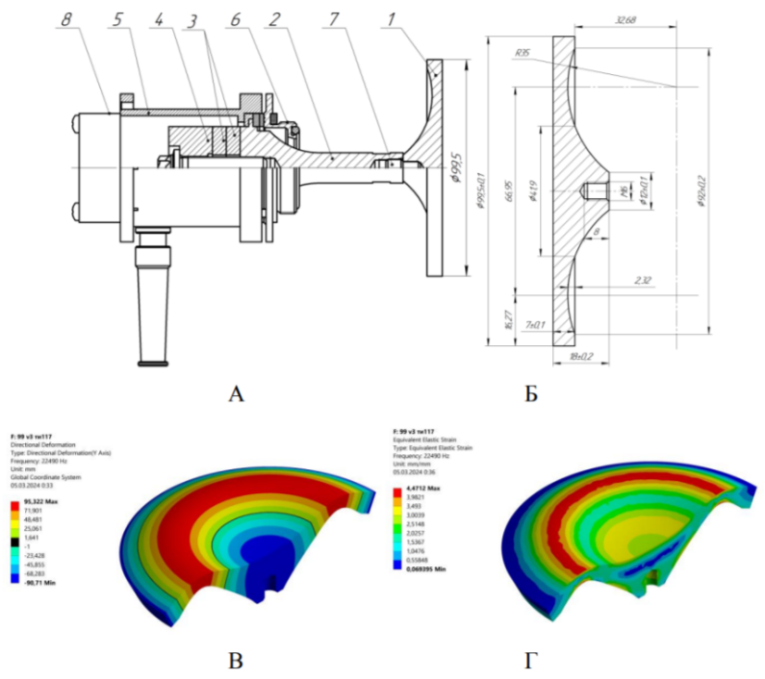 8 5 4 3 6 2 7 1
Ø99,5
32,68
R35
Ø99,5±0,1
66,95
Ø41,9
M6
Ø12±0,1
Ø92±0,2
8
2,32
16,27
7±0,1
18±0,2
А
Б
F: 99 v3 тн117
Directional Deformation
Type: Directional Deformation(Y Axis)
Frequency: 22490 Hz
Unit: mm
Global Coordinate System
05.03.2024 0:33
95,322 Max
71,901
48,481
25,061
1,641
-1
-23,428
-45,855
-68,283
-90,71 Min
F: 99 v3 тн117
Equivalent Elastic Strain
Type: Equivalent Elastic Strain
Frequency: 22490 Hz
Unit: mm/mm
05.03.2024 0:36
4,4712 Max
3,9821
3,493
3,0039
2,5148
2,0257
1,5367
1,0476
0,55848
0,069395 Min
В
Г